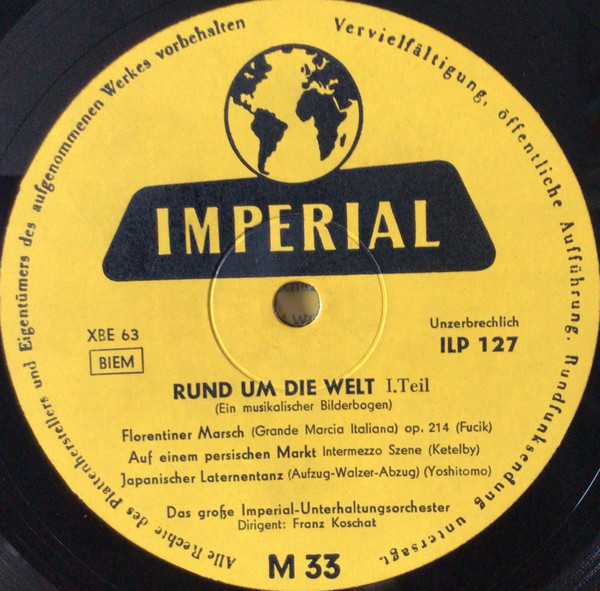 Alle Rechte des Plattenherstellers und Eigentümers des aufgenommenen Werkes vorbehalten
Vervielfältigung, öffentliche Aufführung, Rundfunksendung untersagt.
IMPERIAL
XBE 63
BIEM
Unzerbrechlich
ILP 127
RUND UM DIE WELT I.Teil
(Ein musikalischer Bilderbogen)
Florentiner Marsch (Grande Marcia Italiana) op. 214 (Fucik)
Auf einem persischen Markt Intermezzo Szene (Ketelby)
Japanischer Laternentanz (Aufzug-Walzer-Abzug) (Yoshitomo)
Das große Imperial-Unterhaltungsorchester
Dirigent: Franz Koschat
M 33